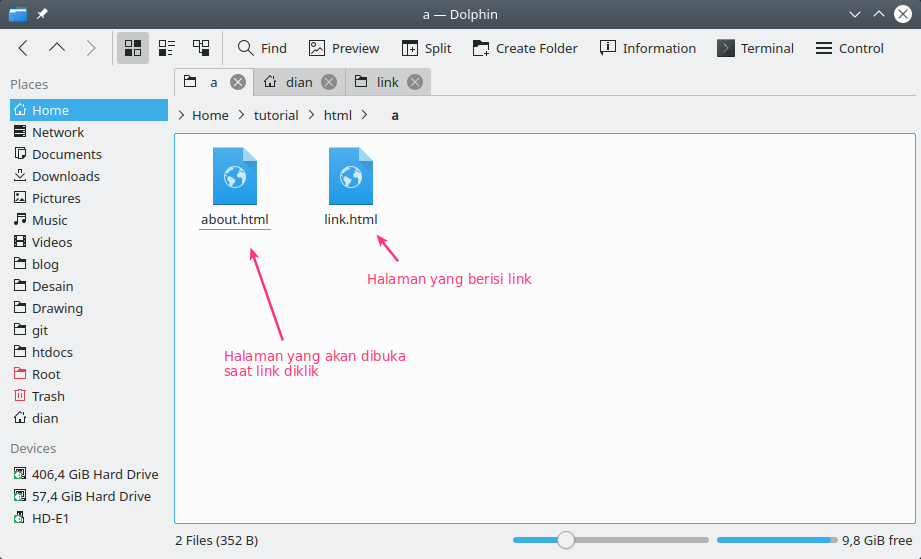 a — Dolphin
Find
Preview
Split
Create Folder
Information
Terminal
Control
Places
a
dian
link
Home
Home
tutorial
html
a
Network
Documents
Downloads
Pictures
Music
Videos
blog
Desain
Drawing
git
htdocs
Root
Trash
dian
Devices
406,4 GiB Hard Drive
57,4 GiB Hard Drive
HD-E1
about.html
link.html
Halaman yang berisi link
Halaman yang akan dibuka
saat link diklik
2 Files (352 B)
9,8 GiB free